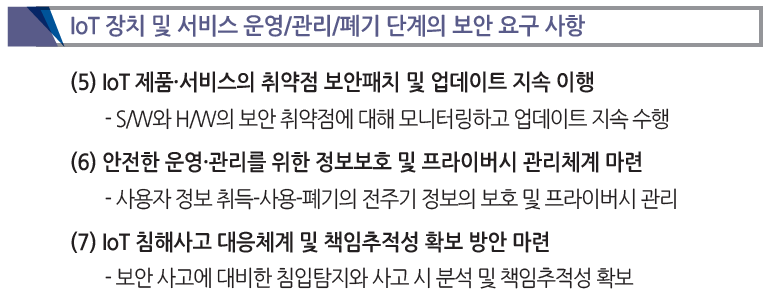 IoT 장치 및 서비스 운영/관리/폐기 단계의 보안 요구 사항
(5) IoT 제품·서비스의 취약점 보안패치 및 업데이트 지속 이행
- S/W와 H/W의 보안 취약점에 대해 모니터링하고 업데이트 지속 수행
(6) 안전한 운영·관리를 위한 정보보호 및 프라이버시 관리체계 마련
- 사용자 정보 취득-사용-폐기의 전주기 정보의 보호 및 프라이버시 관리
(7) IoT 침해사고 대응체계 및 책임추적성 확보 방안 마련
- 보안 사고에 대비한 침입탐지와 사고 시 분석 및 책임추적성 확보